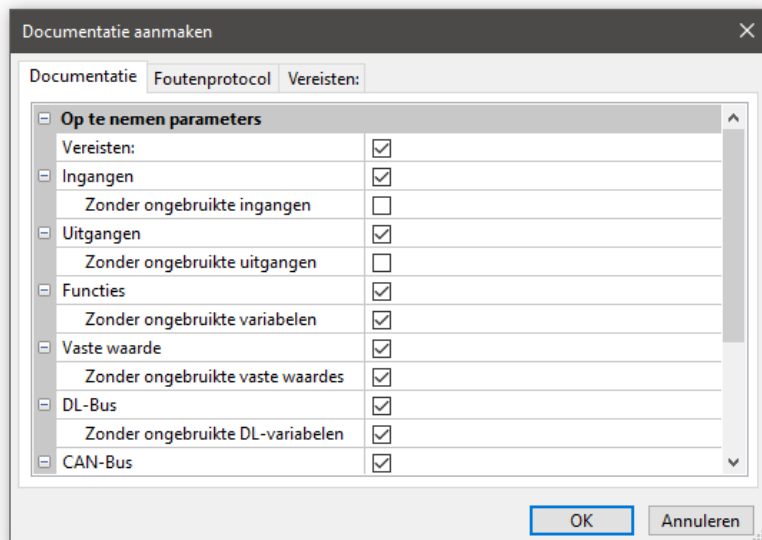 Documentatie aanmaken
Documentatie Foutenprotocol Vereisten:
Op te nemen parameters
Vereisten:
Ingangen
Zonder ongebruikte ingangen
Uitgangen
Zonder ongebruikte uitgangen
Functies
Zonder ongebruikte variabelen
Vaste waarde
Zonder ongebruikte vaste waardes
DL-Bus
Zonder ongebruikte DL-variabelen
CAN-Bus
OK Annuleren